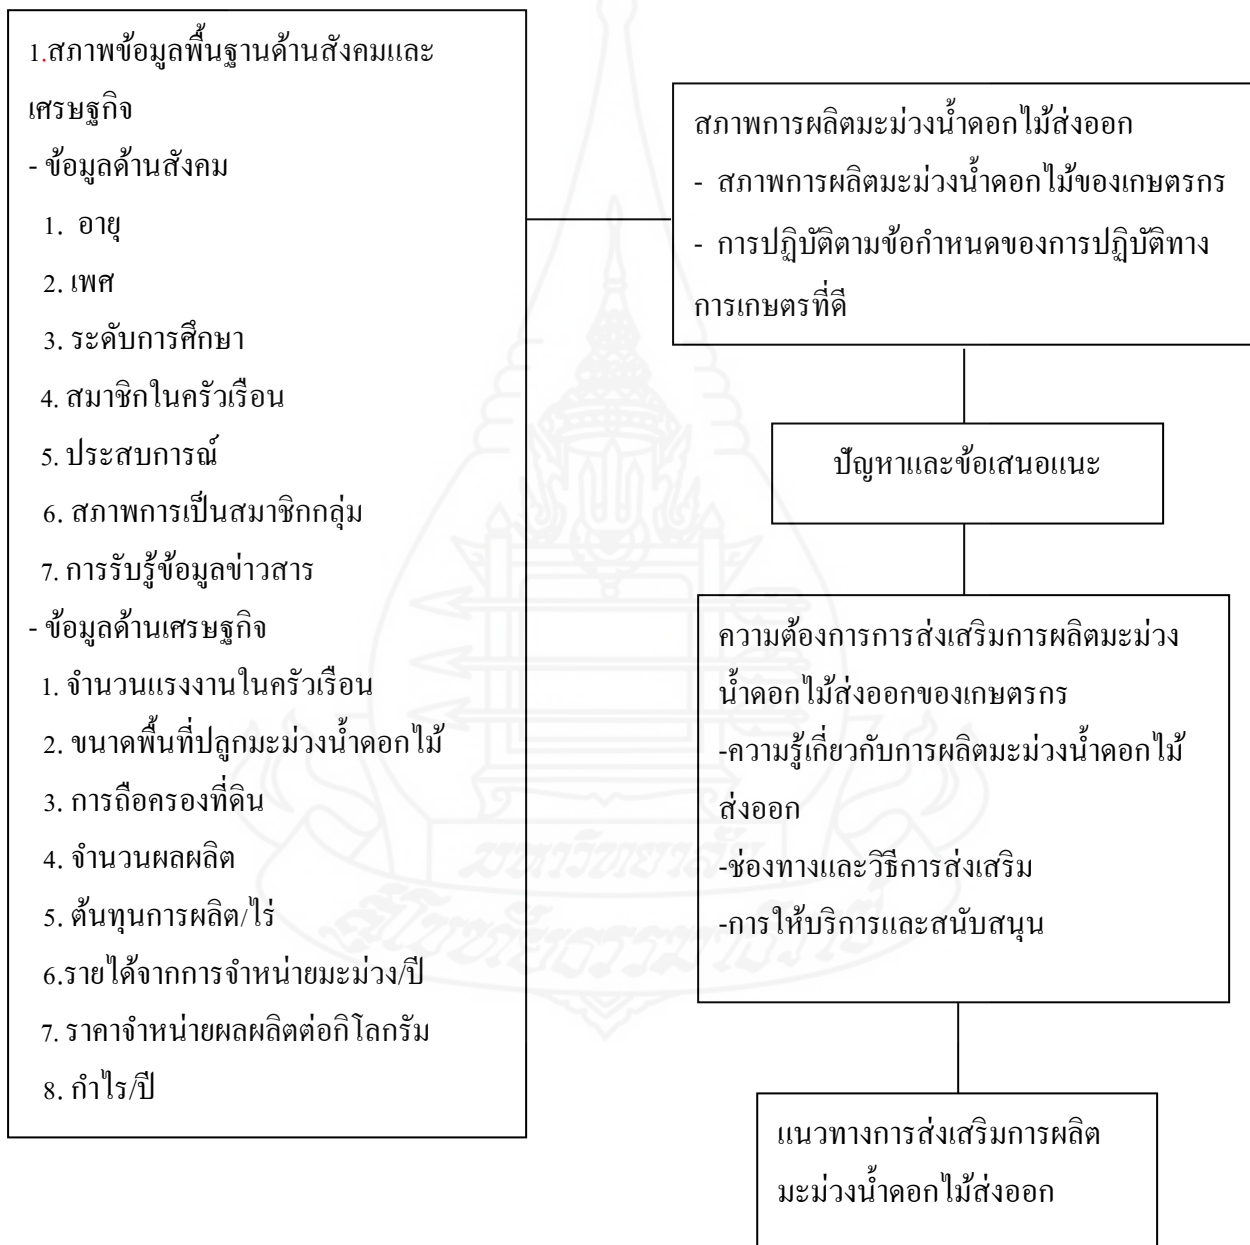 1.สภาพข้อมูลพื้นฐานด้านสังคมและ
เศรษฐกิจ
- ข้อมูลด้านสังคม
1. อายุ
2. เพศ
3. ระดับการศึกษา
4. สมาชิกในครัวเรือน
5. ประสบการณ์
6. สภาพการเป็นสมาชิกกลุ่ม
7. การรับรู้ข้อมูลข่าวสาร
- ข้อมูลด้านเศรษฐกิจ
1. จำนวนแรงงานในครัวเรือน
2. ขนาดพื้นที่ปลูกมะม่วงน้ำดอกไม้
3. การถือครองที่ดิน
4. จำนวนผลผลิต
5. ต้นทุนการผลิต/ไร่
6.รายได้จากการจำหน่ายมะม่วง/ปี
7. ราคาจำหน่ายผลผลิตต่อกิโลกรัม
8. กำไร/ปี
สภาพการผลิตมะม่วงน้ำดอกไม้ส่งออก
- สภาพการผลิตมะม่วงน้ำดอกไม้ของเกษตรกร
- การปฏิบัติตามข้อกำหนดของการปฏิบัติทาง
การเกษตรที่ดี
ปัญหาและข้อเสนอแนะ
ความต้องการการส่งเสริมการผลิตมะม่วง
น้ำดอกไม้ส่งออกของเกษตรกร
-ความรู้เกี่ยวกับการผลิตมะม่วงน้ำดอกไม้
ส่งออก
-ช่องทางและวิธีการส่งเสริม
-การให้บริการและสนับสนุน
แนวทางการส่งเสริมการผลิต
มะม่วงน้ำดอกไม้ส่งออก
มหาวิทยาลัย
สุโขทัยธรรมาธิราช